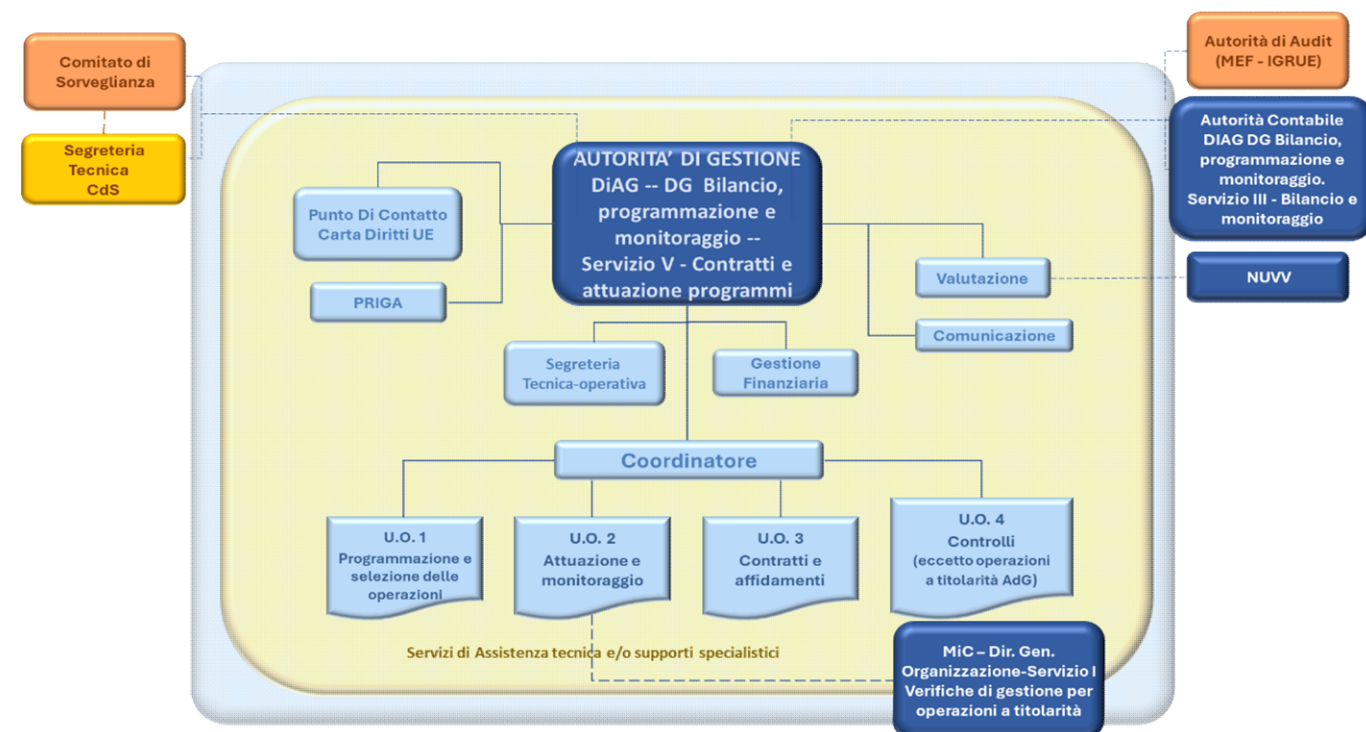 Comitato di
Sorveglianza
Segreteria
Tecnica
CdS
Autorità di Audit
(MEF - IGRUE)
Autorità Contabile
DIAG DG Bilancio,
programmazione e
monitoraggio.
Servizio III - Bilancio e
monitoraggio
NUVV
AUTORITA’ DI GESTIONE
DiAG -- DG Bilancio,
programmazione e
monitoraggio --
Servizio V - Contratti e
attuazione programmi
Punto Di Contatto
Carta Diritti UE
PRIGA
Valutazione
Comunicazione
Segreteria
Tecnica-operativa
Gestione
Finanziaria
Coordinatore
U.O. 1
Programmazione e
selezione delle
operazioni
U.O. 2
Attuazione e
monitoraggio
U.O. 3
Contratti e
affidamenti
U.O. 4
Controlli
(eccetto operazioni
a titolarità AdG)
Servizi di Assistenza tecnica e/o supporti specialistici
MiC – Dir. Gen.
Organizzazione-Servizio I
Verifiche di gestione per
operazioni a titolarità